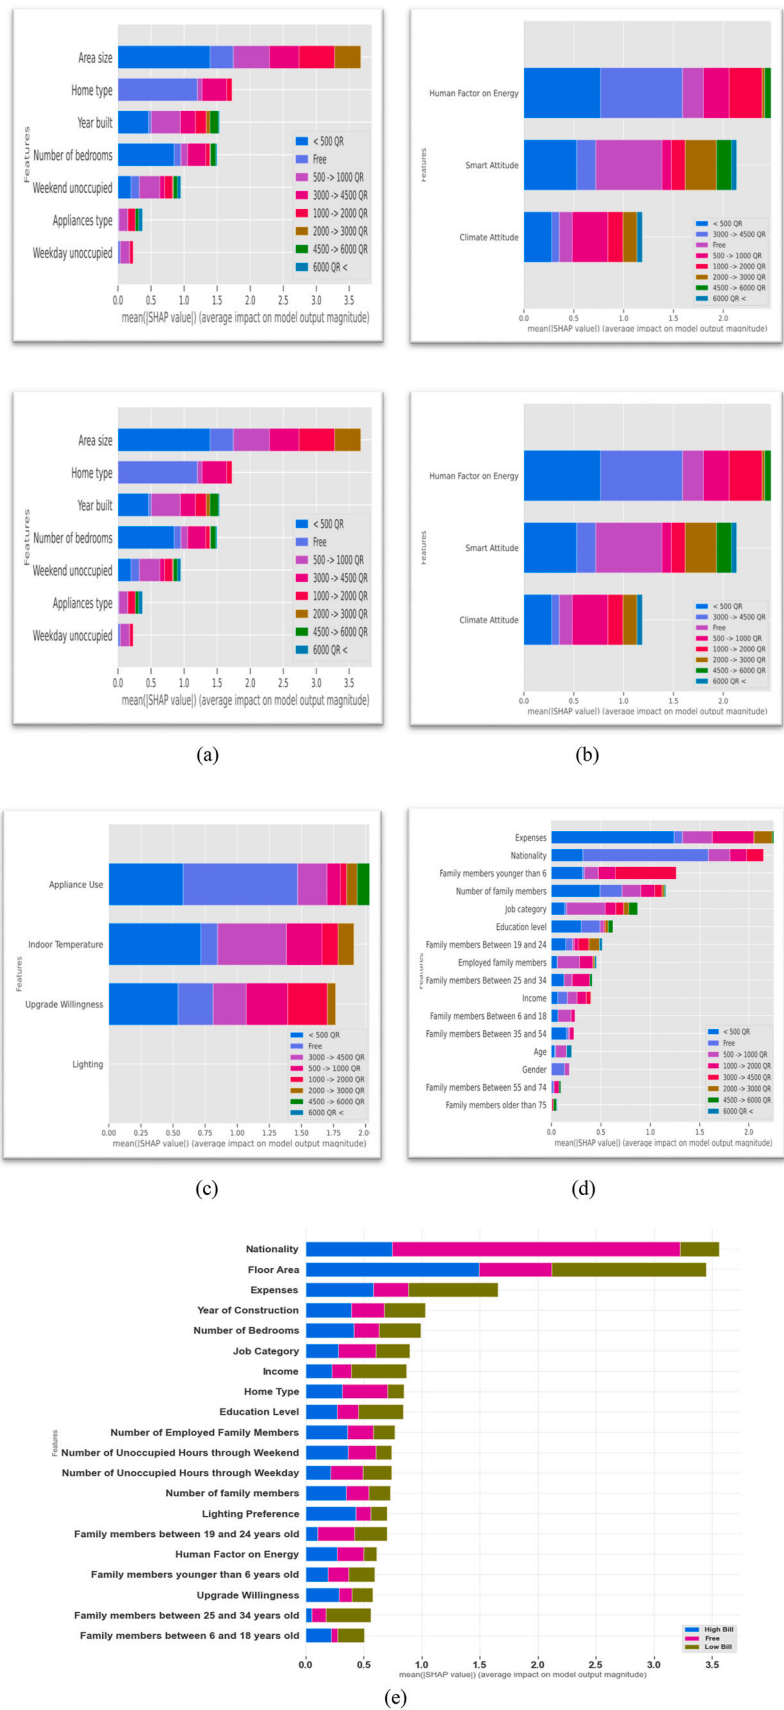 Area size
Home type
Year built
Number of bedrooms
Weekend unoccupied
Appliances type
Weekday unoccupied
Features
< 500 QR
Free
500 -> 1000 QR
3000 -> 4500 QR
1000 -> 2000 QR
2000 -> 3000 QR
4500 -> 6000 QR
6000 QR <
0.0 0.5 1.0 1.5 2.0 2.5 3.0 3.5
mean(|SHAP value|) (average impact on model output magnitude)
Human Factor on Energy
Smart Attitude
Climate Attitude
Features
< 500 QR
3000 -> 4500 QR
Free
500 -> 1000 QR
1000 -> 2000 QR
2000 -> 3000 QR
4500 -> 6000 QR
6000 QR <
0.0 0.5 1.0 1.5 2.0
mean(|SHAP value|) (average impact on model output magnitude)
Area size
Home type
Year built
Number of bedrooms
Weekend unoccupied
Appliances type
Weekday unoccupied
Features
< 500 QR
Free
500 -> 1000 QR
3000 -> 4500 QR
1000 -> 2000 QR
2000 -> 3000 QR
4500 -> 6000 QR
6000 QR <
0.0 0.5 1.0 1.5 2.0 2.5 3.0 3.5
mean(|SHAP value|) (average impact on model output magnitude)
(a)
Human Factor on Energy
Smart Attitude
Climate Attitude
Features
< 500 QR
3000 -> 4500 QR
Free
500 -> 1000 QR
1000 -> 2000 QR
2000 -> 3000 QR
4500 -> 6000 QR
6000 QR <
0.0 0.5 1.0 1.5 2.0
mean(|SHAP value|) (average impact on model output magnitude)
(b)
Appliance Use
Indoor Temperature
Upgrade Willingness
Lighting
Features
< 500 QR
Free
3000 -> 4500 QR
500 -> 1000 QR
1000 -> 2000 QR
2000 -> 3000 QR
4500 -> 6000 QR
6000 QR <
0.00 0.25 0.50 0.75 1.00 1.25 1.50 1.75 2.0
mean(|SHAP value|) (average impact on model output magnitude)
(c)
Expenses
Nationality
Family members younger than 6
Number of family members
Job category
Education level
Family members Between 19 and 24
Employed family members
Family members Between 25 and 34
Income
Family members Between 6 and 18
Family members Between 35 and 54
Age
Gender
Family members Between 55 and 74
Family members older than 75
Features
< 500 QR
Free
500 -> 1000 QR
1000 -> 2000 QR
3000 -> 4500 QR
2000 -> 3000 QR
4500 -> 6000 QR
6000 QR <
0.0 0.5 1.0 1.5 2.0
mean(|SHAP value|) (average impact on model output magnitude)
(d)
Nationality
Floor Area
Expenses
Year of Construction
Number of Bedrooms
Job Category
Income
Home Type
Education Level
Number of Employed Family Members
Number of Unoccupied Hours through Weekend
Number of Unoccupied Hours through Weekday
Number of family members
Lighting Preference
Family members between 19 and 24 years old
Human Factor on Energy
Family members younger than 6 years old
Upgrade Willingness
Family members between 25 and 34 years old
Family members between 6 and 18 years old
Features
High Bill
Free
Low Bill
0.0 0.5 1.0 1.5 2.0 2.5 3.0 3.5
mean(|SHAP value|) (average impact on model output magnitude)
(e)